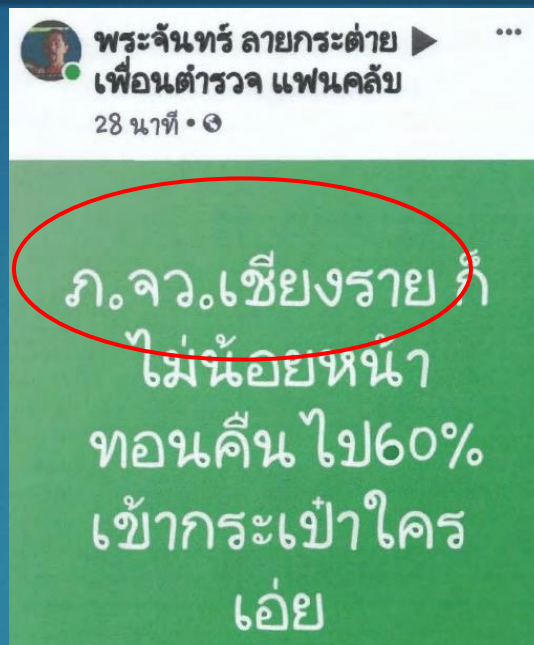 พระจันทร์ ลายกระต่าย ▶
เพื่อนตำรวจ แฟนคลับ
28 นาที •
ภ.จว.เชียงราย ก็
ไม่น้อยหน้า
ทอนคืนไป60%
เข้ากระเป๋าใคร
เอ่ย